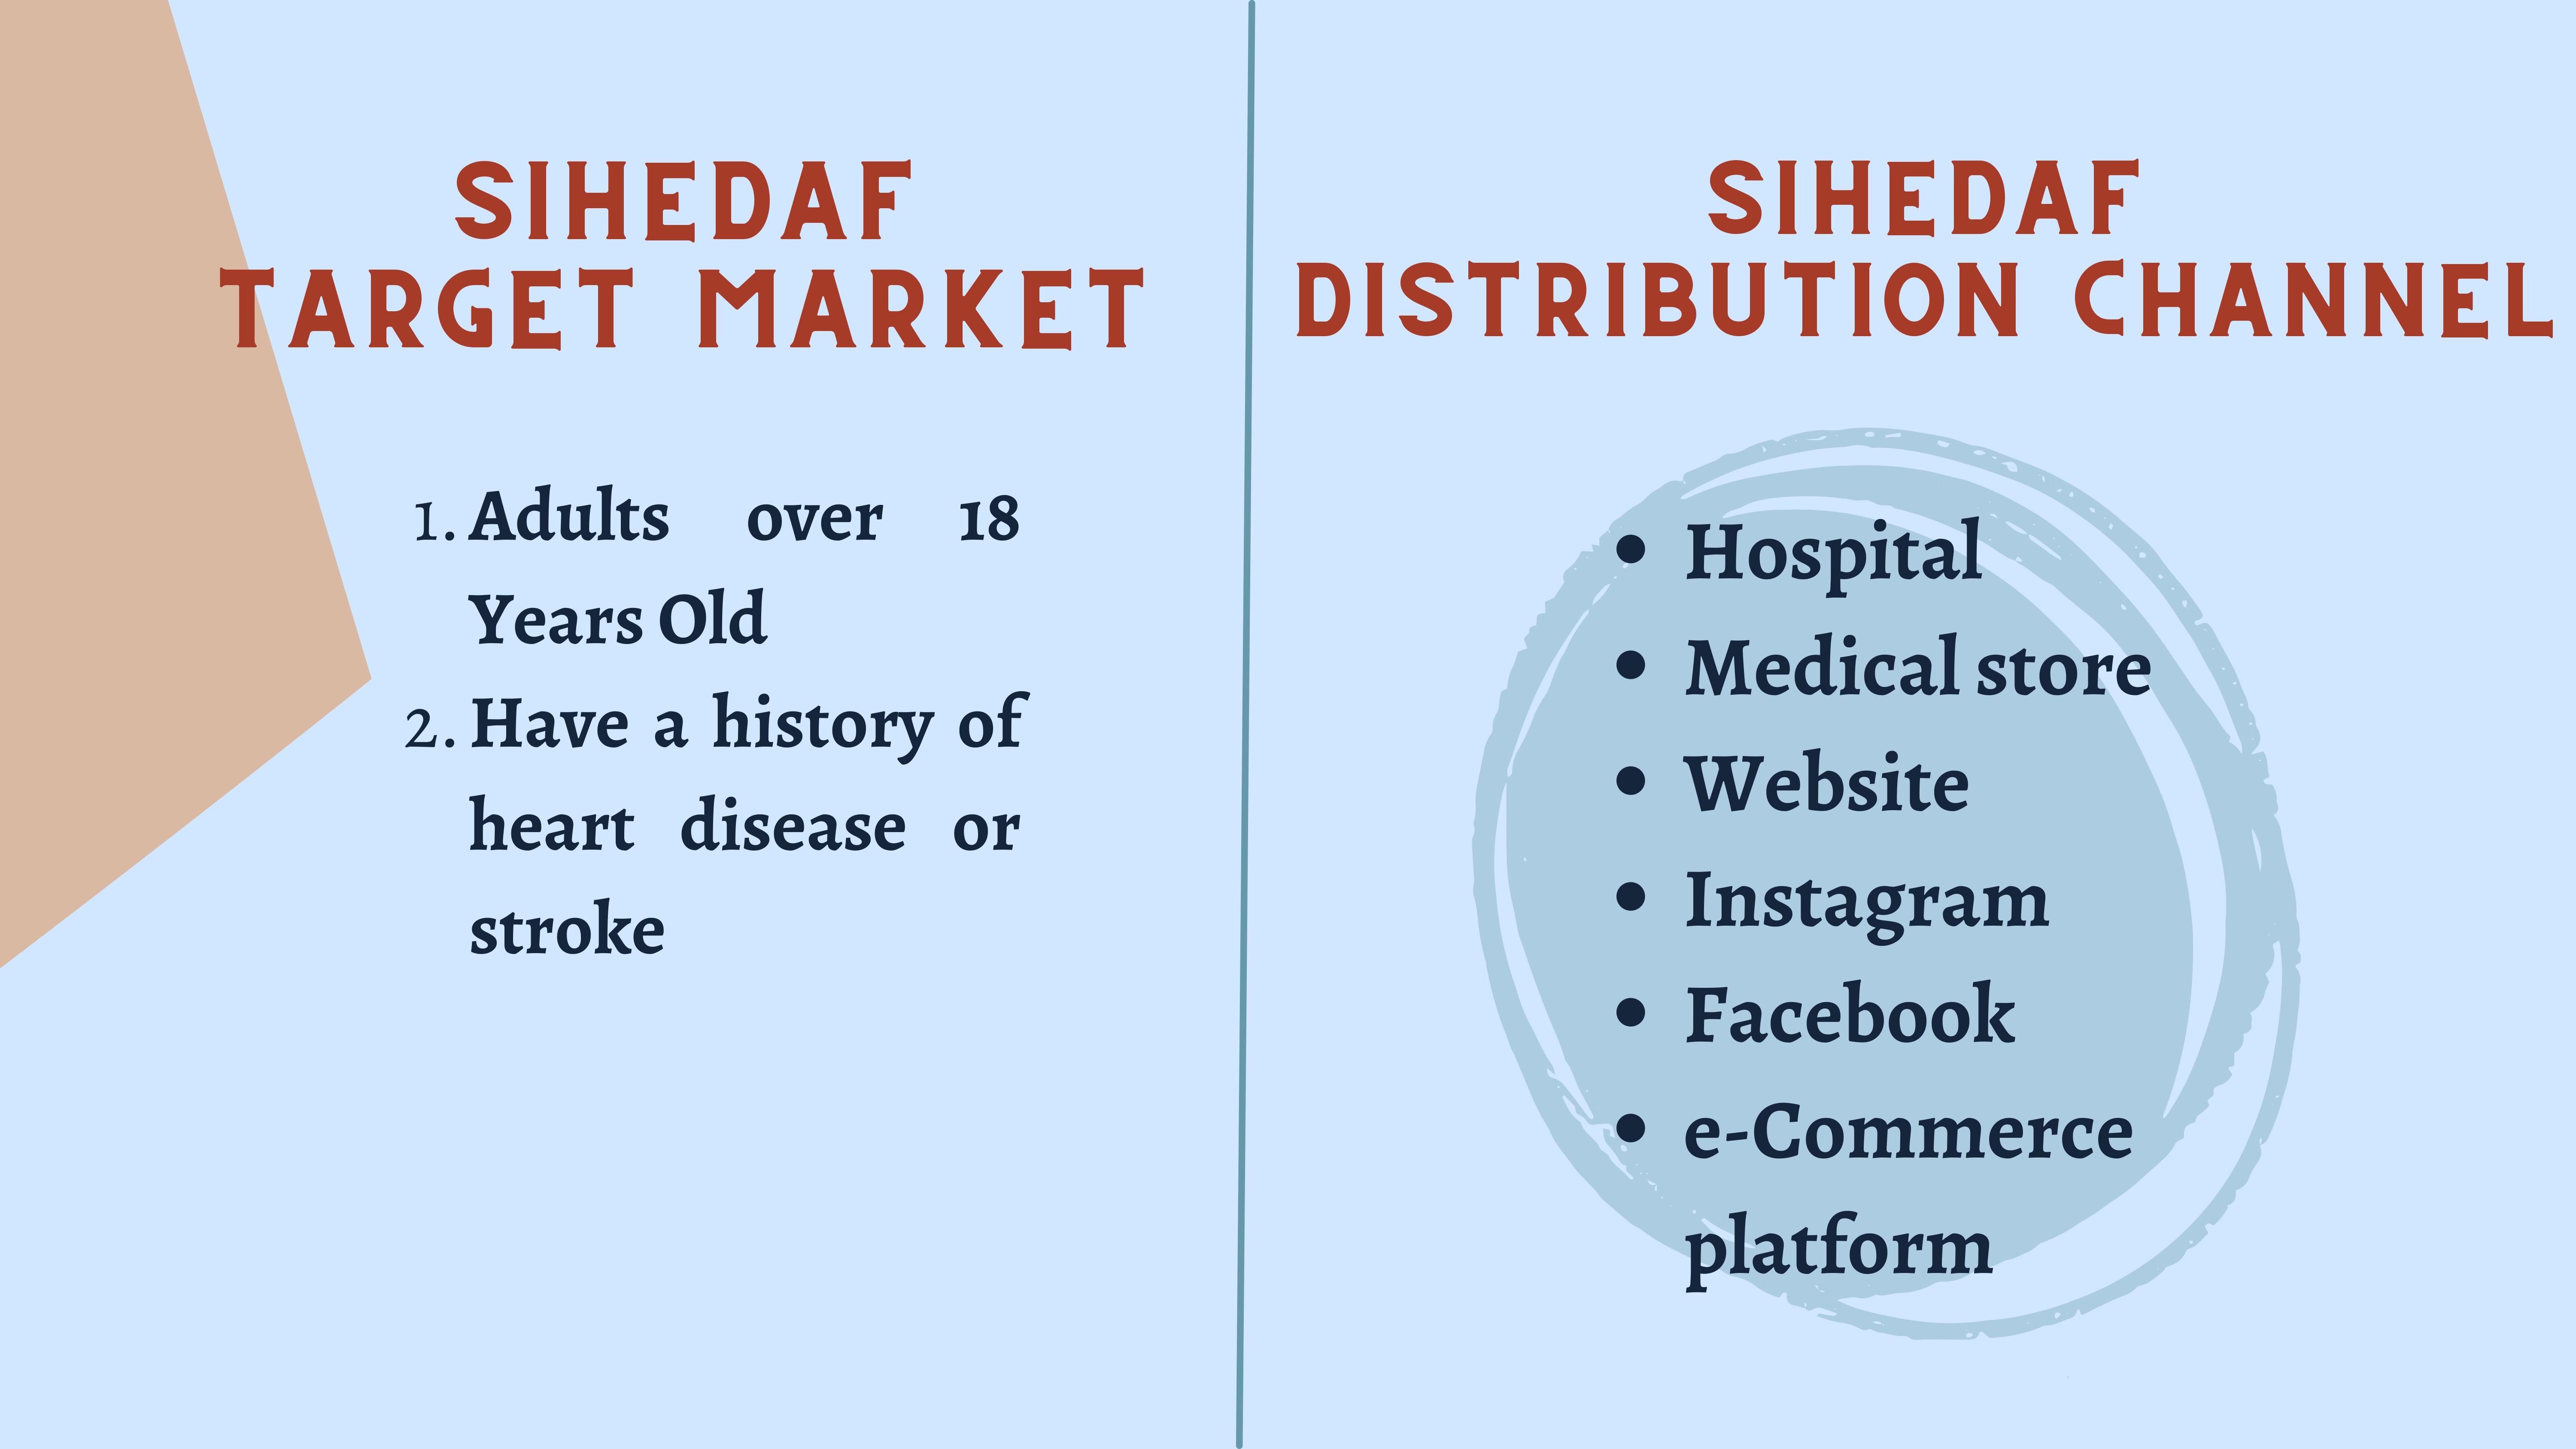 SIHEDAF
TARGET MARKET
1. Adults over 18
Years Old
2. Have a history of
heart disease or
stroke
SIHEDAF
DISTRIBUTION CHANNEL
• Hospital
• Medical store
• Website
• Instagram
• Facebook
• e-Commerce
platform